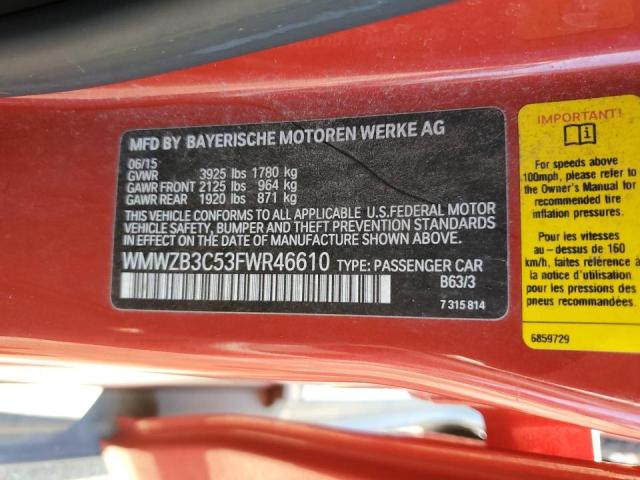 MFD BY BAYERISCHE MOTOREN WERKE AG
06/15
GVWR 3925 lbs 1780 kg
GAWR FRONT 2125 lbs 964 kg
GAWR REAR 1920 lbs 871 kg
THIS VEHICLE CONFORMS TO ALL APPLICABLE U.S.FEDERAL MOTOR
VEHICLE SAFETY, BUMPER AND THEFT PREVENTION STANDARDS
IN EFFECT ON THE DATE OF MANUFACTURE SHOWN ABOVE.
WMWZB3C53FWR46610 TYPE: PASSENGER CAR
B63/3
7 315 814
IMPORTANT!
For speeds above
100mph, please refer to
the Owner's Manual for
recommended tire
inflation pressures.
Pour les vitesses
au - dessus de 160
km/h, faites référence à
la notice d'utilisation
pour les pressions des
pneus recommandées.
6859729